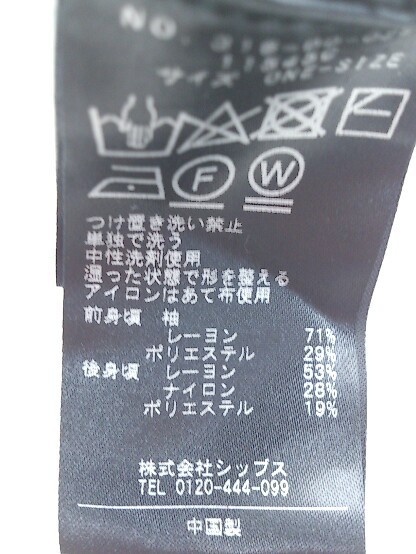 NO.
サイズ ONE-SIZE
F W
つけ置き洗い禁止
単独で洗う
中性洗剤使用
湿った状態で形を整える
アイロンはあて布使用
前身頃 袖
レーヨン 71%
ポリエステル 29%
後身頃 レーヨン 53%
ナイロン 28%
ポリエステル 19%
株式会社シップス
TEL 0120-444-099
中国製